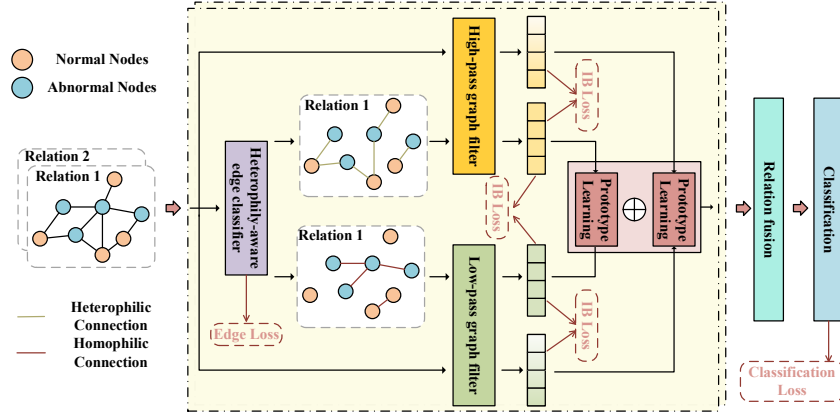 Normal Nodes
Abnormal Nodes
Relation 2
Relation 1
Heterophilic
Connection
Homophilic
Connection
Heterophily-aware
edge classifier
Edge Loss
Relation 1
Relation 1
High-pass graph filter
Low-pass graph filter
IB Loss
IB Loss
IB Loss
Prototype
Learning
Prototype
Learning
Relation fusion
Classification
Classification
Loss